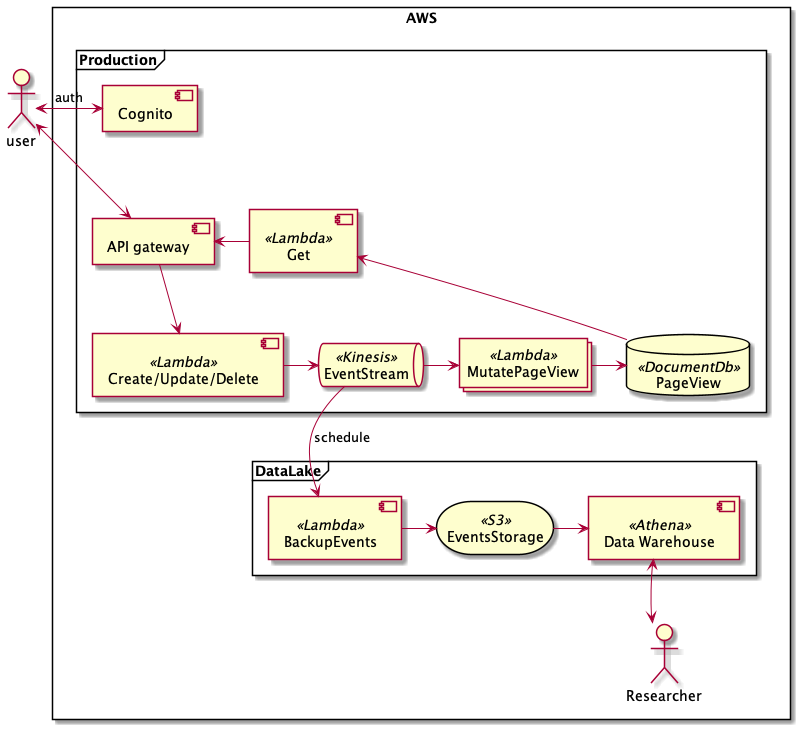 AWS
Production
auth
Cognito
user
API gateway
«Lambda»
Get
«Lambda»
Create/Update/Delete
«Kinesis»
EventStream
«Lambda»
MutatePageView
«DocumentDb»
PageView
schedule
DataLake
«Lambda»
BackupEvents
«S3»
EventsStorage
«Athena»
Data Warehouse
Researcher